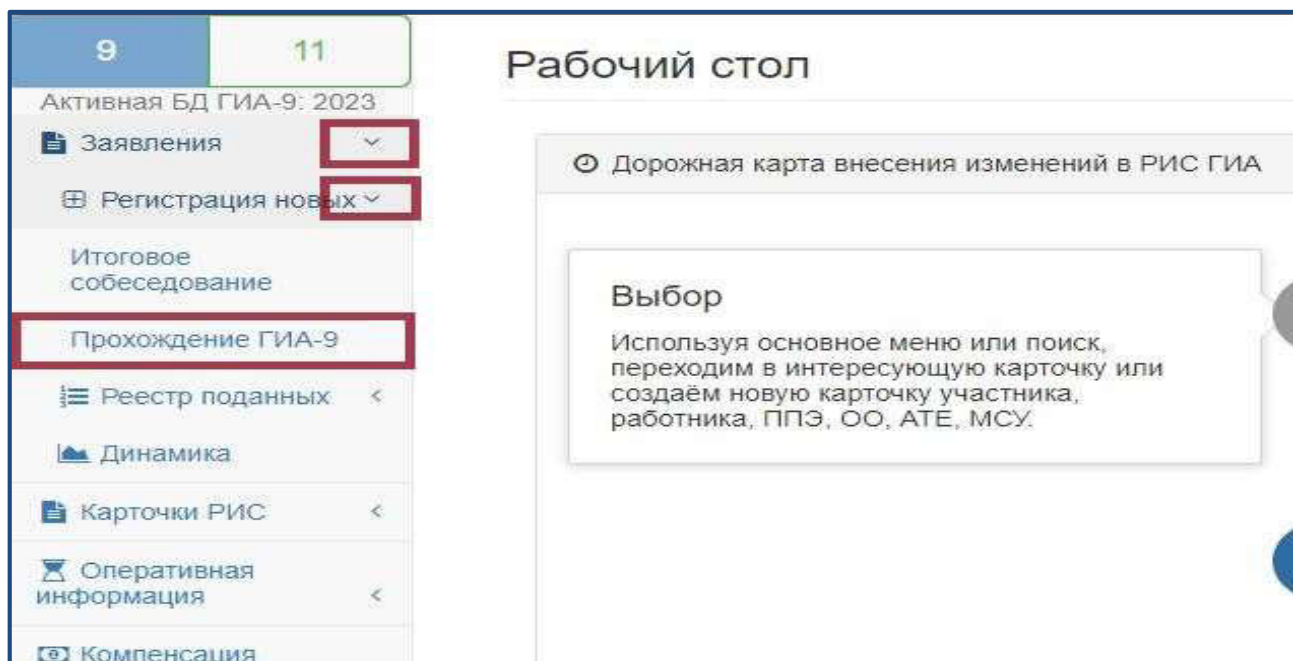 9
11
Активная БД ГИА-9: 2023
Заявления
Регистрация новых
Итоговое
собеседование
Прохождение ГИА-9
Реестр поданных
Динамика
Карточки РИС
Оперативная
информация
Компенсация
Рабочий стол
Дорожная карта внесения изменений в РИС ГИА
Выбор
Используя основное меню или поиск,
переходим в интересующую карточку или
создаём новую карточку участника,
работника, ППЭ, ОО, АТЕ, МСУ.